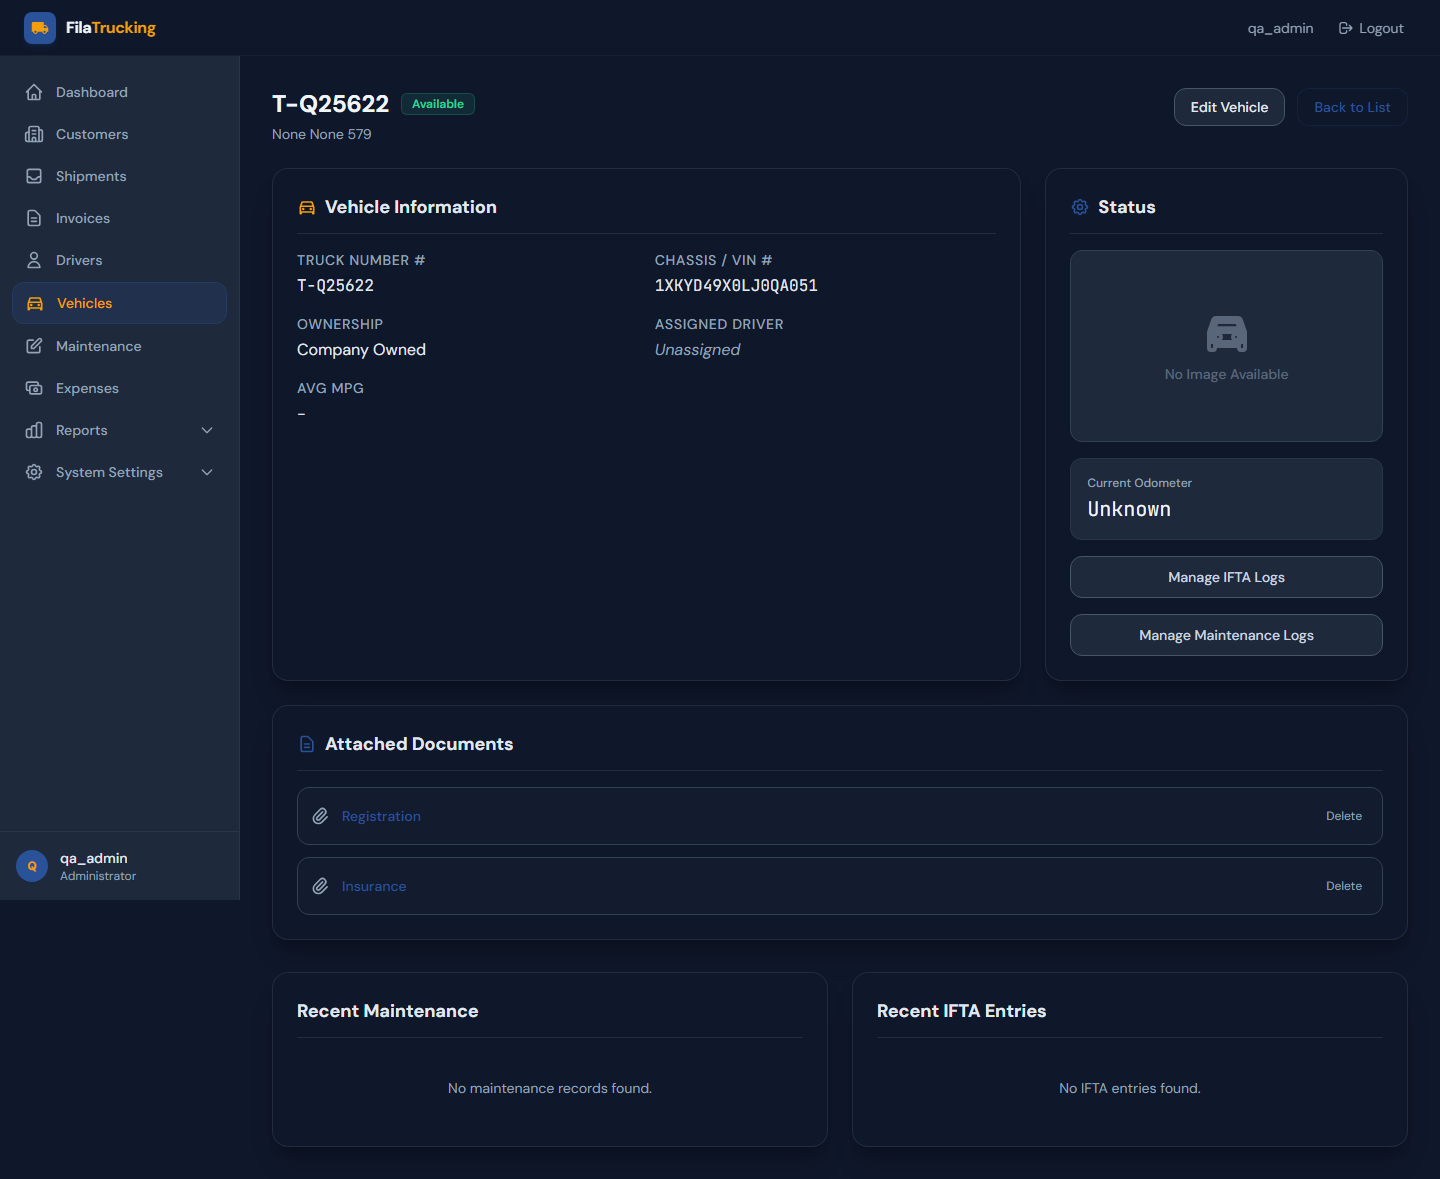 FilaTrucking
qa_admin
Logout
Dashboard
Customers
Shipments
Invoices
Drivers
Vehicles
Maintenance
Expenses
Reports
System Settings
Q
qa_admin
Administrator
T-Q25622
Available
None None 579
Edit Vehicle
Back to List
Vehicle Information
TRUCK NUMBER #
T-Q25622
CHASSIS / VIN #
1XKYD49X0LJ0QA051
OWNERSHIP
Company Owned
ASSIGNED DRIVER
Unassigned
AVG MPG
–
Status
No Image Available
Current Odometer
Unknown
Manage IFTA Logs
Manage Maintenance Logs
Attached Documents
Registration
Delete
Insurance
Delete
Recent Maintenance
No maintenance records found.
Recent IFTA Entries
No IFTA entries found.